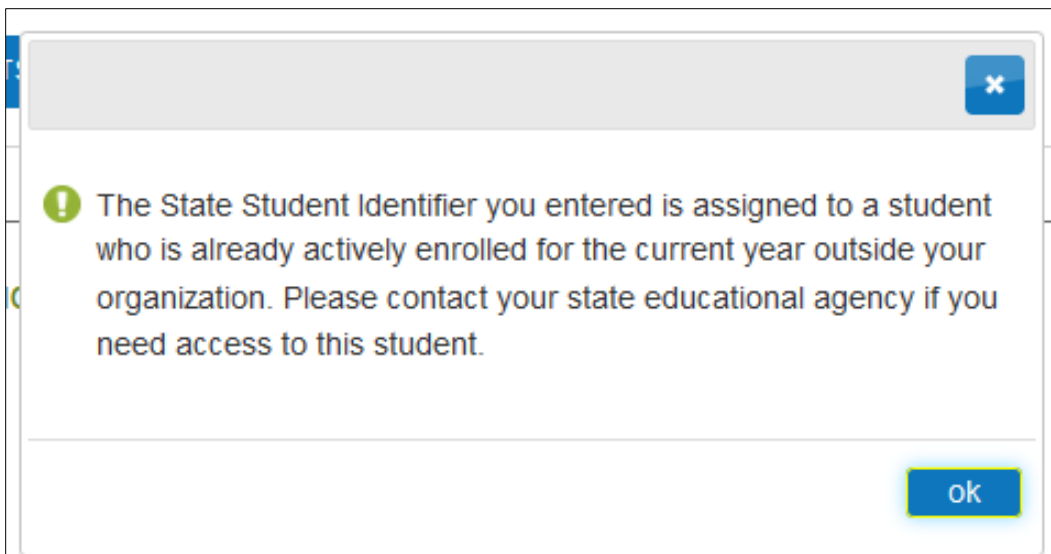 The State Student Identifier you entered is assigned to a student
who is already actively enrolled for the current year outside your
organization. Please contact your state educational agency if you
need access to this student.
ok